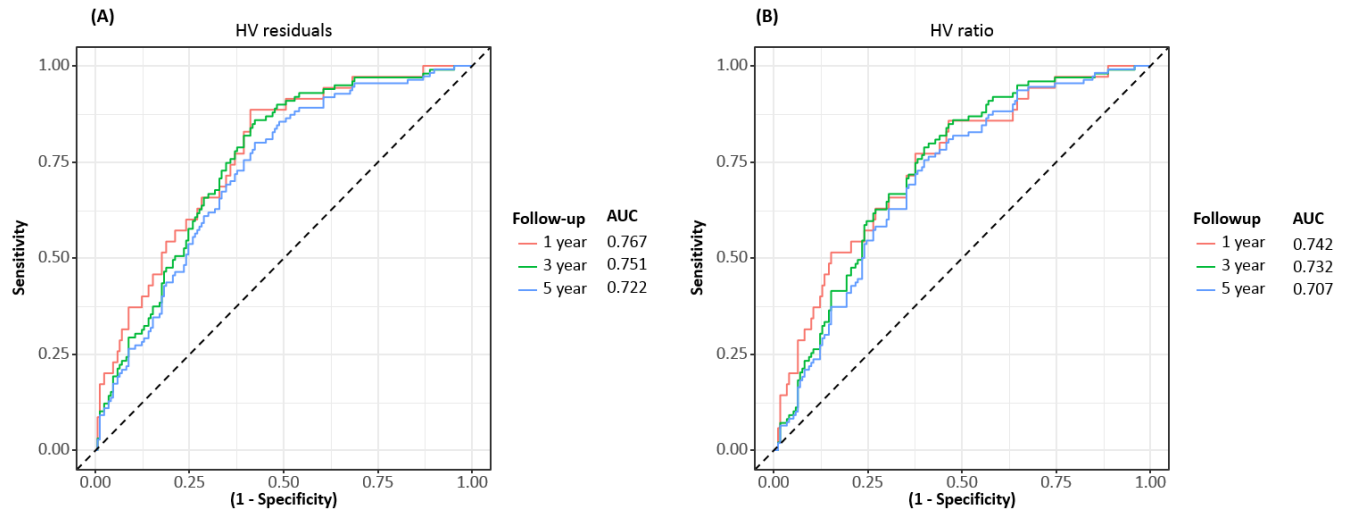 (A)
HV residuals
1.00
0.75
0.50
0.25
0.00
Sensitivity
0.00 0.25 0.50 0.75 1.00
(1 - Specificity)
Follow-up AUC
1 year 0.767
3 year 0.751
5 year 0.722
(B)
HV ratio
1.00
0.75
0.50
0.25
0.00
Sensitivity
0.00 0.25 0.50 0.75 1.00
(1 - Specificity)
Followup AUC
1 year 0.742
3 year 0.732
5 year 0.707